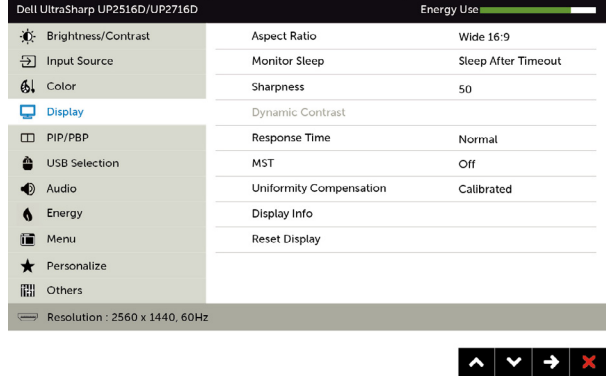 Dell UltraSharp UP2516D/UP2716D Energy Use
Brightness/Contrast Aspect Ratio Wide 16:9
Input Source Monitor Sleep Sleep After Timeout
Color Sharpness 50
Display Dynamic Contrast
PIP/PBP Response Time Normal
USB Selection MST Off
Audio Uniformity Compensation Calibrated
Energy Display Info
Menu Reset Display
Personalize
Others
Resolution : 2560 x 1440, 60Hz